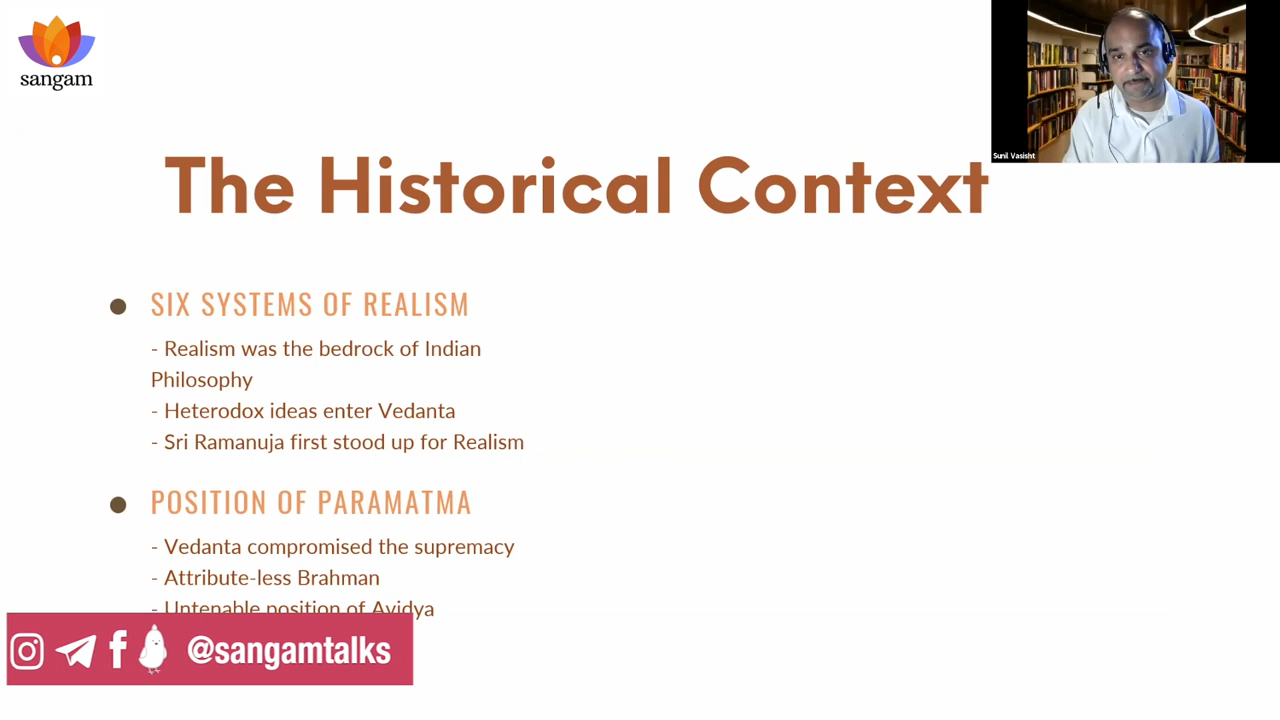 sangam
Sunil Vasisht
The Historical Context
SIX SYSTEMS OF REALISM
- Realism was the bedrock of Indian
Philosophy
- Heterodox ideas enter Vedanta
- Sri Ramanuja first stood up for Realism
POSITION OF PARAMATMA
- Vedanta compromised the supremacy
- Attribute-less Brahman
- Untenable position of Avidya
@sangamtalks